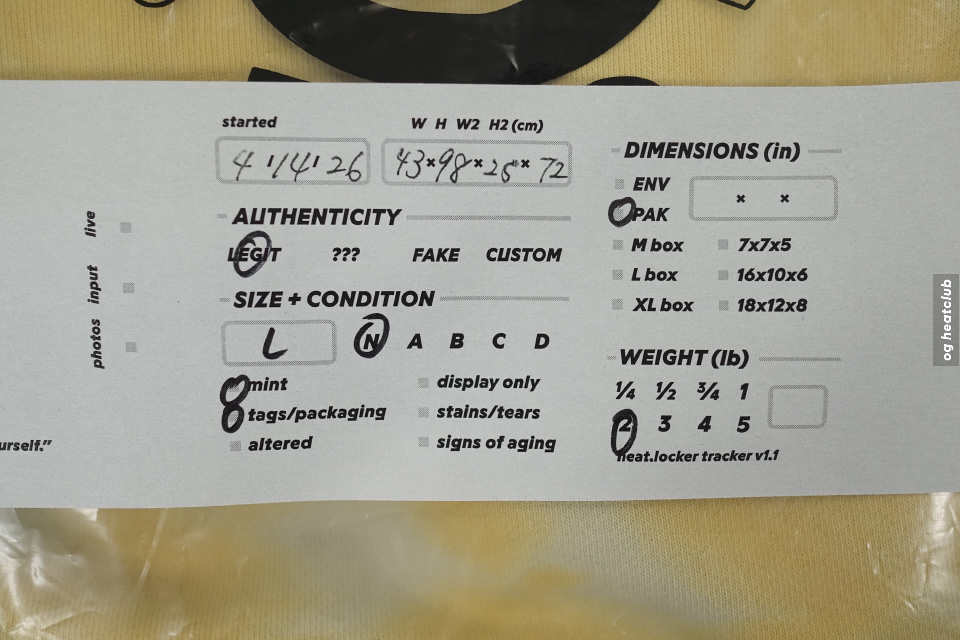 started
4 1/4 ' 26
W H W2 H2 (cm)
43 × 98 × 25 × 72
AUTHENTICITY
LEGIT ??? FAKE CUSTOM
SIZE + CONDITION
L N A B C D
mint
tags/packaging
altered
display only
stains/tears
signs of aging
DIMENSIONS (in)
ENV
PAK
× ×
M box 7x7x5
L box 16x10x6
XL box 18x12x8
WEIGHT (lb)
¼ ½ ¾ 1
2 3 4 5
heat.locker tracker v1.1
live
input
photos
urself.”
og heatclub